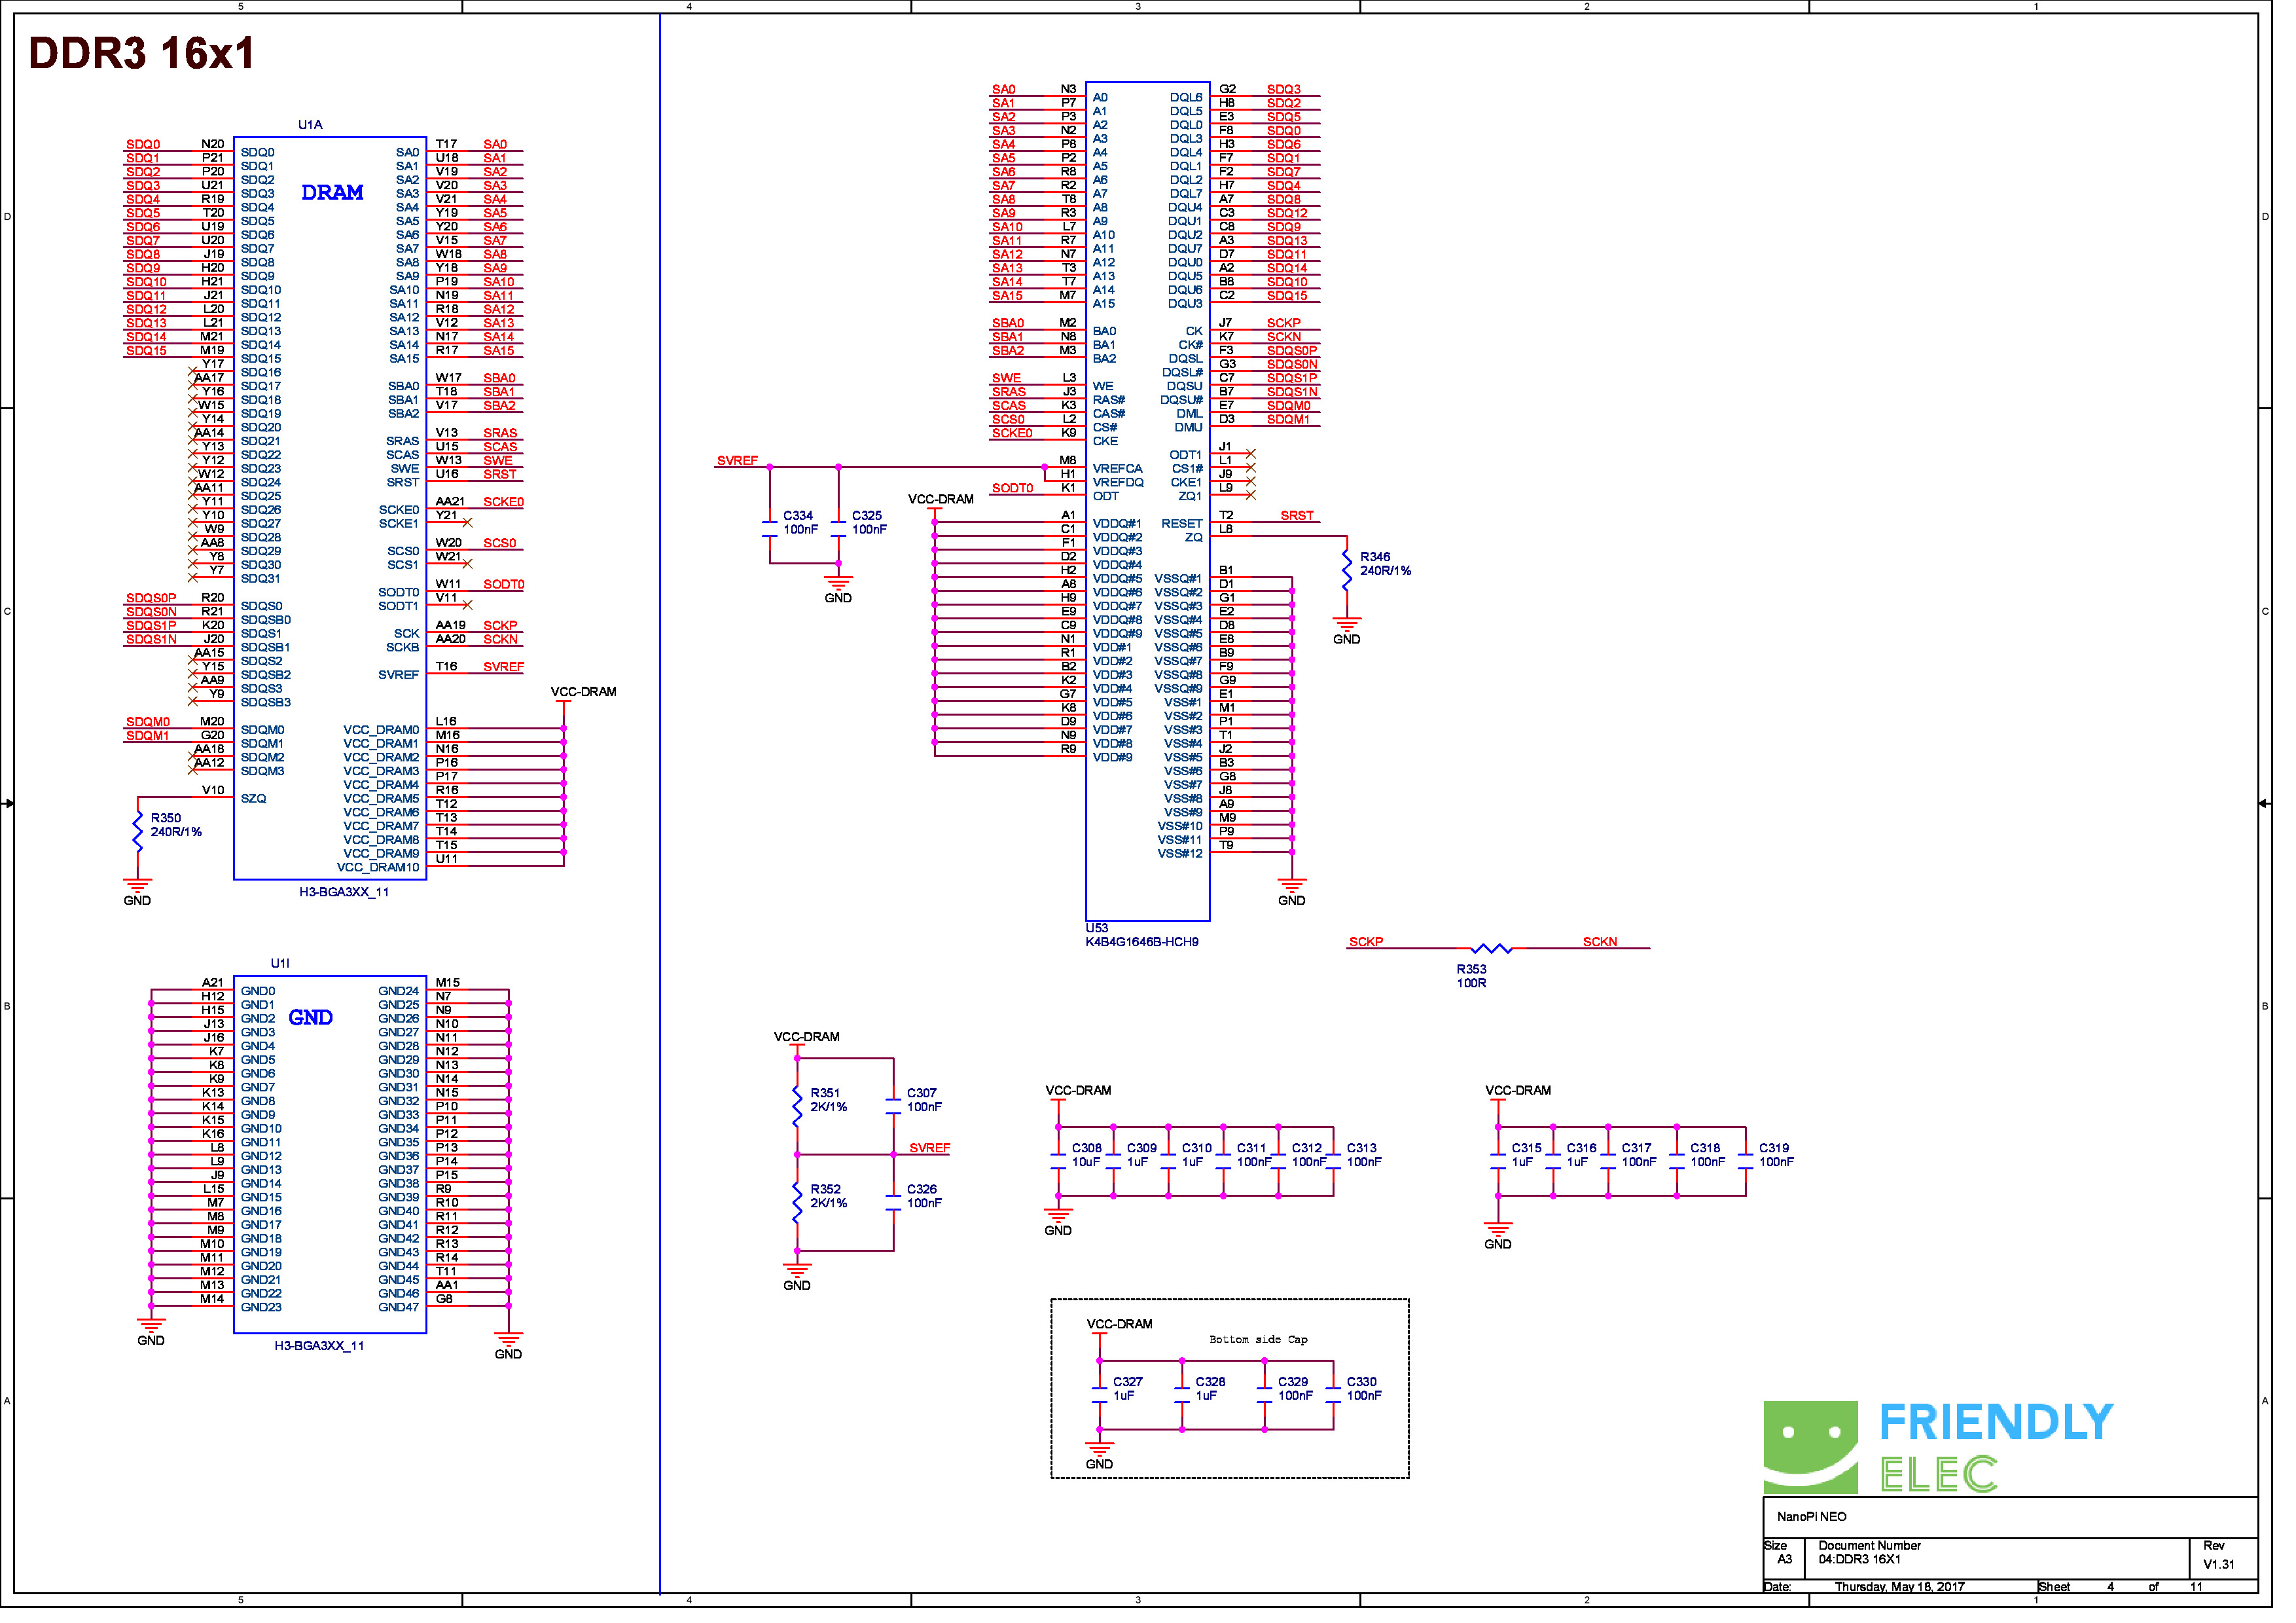 5 4 3 2 1
DDR3 16x1
U1A
DRAM
SDQ0 N20 SDQ0
SDQ1 P21 SDQ1
SDQ2 P20 SDQ2
SDQ3 U21 SDQ3
SDQ4 R19 SDQ4
SDQ5 T20 SDQ5
SDQ6 U19 SDQ6
SDQ7 U20 SDQ7
SDQ8 J19 SDQ8
SDQ9 H20 SDQ9
SDQ10 H21 SDQ10
SDQ11 J21 SDQ11
SDQ12 L20 SDQ12
SDQ13 L21 SDQ13
SDQ14 M21 SDQ14
SDQ15 M19 SDQ15
Y17 SDQ16
AA17 SDQ17
Y16 SDQ18
W15 SDQ19
Y14 SDQ20
AA14 SDQ21
Y13 SDQ22
Y12 SDQ23
W12 SDQ24
AA11 SDQ25
Y11 SDQ26
Y10 SDQ27
W9 SDQ28
AA8 SDQ29
Y8 SDQ30
Y7 SDQ31
SDQS0P R20 SDQS0
SDQS0N R21 SDQSB0
SDQS1P K20 SDQS1
SDQS1N J20 SDQSB1
AA15 SDQS2
Y15 SDQSB2
AA9 SDQS3
Y9 SDQSB3
SDQM0 M20 SDQM0
SDQM1 G20 SDQM1
AA18 SDQM2
AA12 SDQM3
V10 SZQ
R350
240R/1%
GND
SA0 T17 SA0
SA1 U18 SA1
SA2 V19 SA2
SA3 V20 SA3
SA4 V21 SA4
SA5 Y19 SA5
SA6 Y20 SA6
SA7 V15 SA7
SA8 W18 SA8
SA9 Y18 SA9
SA10 P19 SA10
SA11 N19 SA11
SA12 R18 SA12
SA13 V12 SA13
SA14 N17 SA14
SA15 R17 SA15
SBA0 W17 SBA0
SBA1 T18 SBA1
SBA2 V17 SBA2
SRAS V13 SRAS
SCAS U15 SCAS
SWE W13 SWE
SRST U16 SRST
SCKE0 AA21 SCKE0
SCKE1 Y21
SCS0 W20 SCS0
SCS1 W21
SODT0 W11 SODT0
SODT1 V11
SCK AA19 SCKP
SCKB AA20 SCKN
SVREF T16 SVREF
VCC-DRAM
VCC_DRAM0 L16
VCC_DRAM1 M16
VCC_DRAM2 N16
VCC_DRAM3 P16
VCC_DRAM4 P17
VCC_DRAM5 R16
VCC_DRAM6 T12
VCC_DRAM7 T13
VCC_DRAM8 T14
VCC_DRAM9 T15
VCC_DRAM10 U11
H3-BGA3XX_11
U1I
GND
A21 GND0 GND24 M15
H12 GND1 GND25 N7
H15 GND2 GND26 N9
J13 GND3 GND27 N10
J16 GND4 GND28 N11
K7 GND5 GND29 N12
K8 GND6 GND30 N13
K9 GND7 GND31 N14
K13 GND8 GND32 N15
K14 GND9 GND33 P10
K15 GND10 GND34 P11
K16 GND11 GND35 P12
L8 GND12 GND36 P13
L9 GND13 GND37 P14
J9 GND14 GND38 P15
L15 GND15 GND39 R9
M7 GND16 GND40 R10
M8 GND17 GND41 R11
M9 GND18 GND42 R12
M10 GND19 GND43 R13
M11 GND20 GND44 R14
M12 GND21 GND45 T11
M13 GND22 GND46 AA1
M14 GND23 GND47 G8
GND GND
H3-BGA3XX_11
SA0 N3 A0 DQL6 G2 SDQ3
SA1 P7 A1 DQL5 H8 SDQ2
SA2 P3 A2 DQL0 E3 SDQ5
SA3 N2 A3 DQL3 F8 SDQ0
SA4 P8 A4 DQL4 H3 SDQ6
SA5 P2 A5 DQL1 F7 SDQ1
SA6 R8 A6 DQL2 F2 SDQ7
SA7 R2 A7 DQL7 H7 SDQ4
SA8 T8 A8 DQU4 A7 SDQ8
SA9 R3 A9 DQU1 C3 SDQ12
SA10 L7 A10 DQU2 C8 SDQ9
SA11 R7 A11 DQU7 A3 SDQ13
SA12 N7 A12 DQU0 D7 SDQ11
SA13 T3 A13 DQU5 A2 SDQ14
SA14 T7 A14 DQU6 B8 SDQ10
SA15 M7 A15 DQU3 C2 SDQ15
SBA0 M2 BA0 CK J7 SCKP
SBA1 N8 BA1 CK# K7 SCKN
SBA2 M3 BA2 DQSL F3 SDQS0P
DQSL# G3 SDQS0N
SWE L3 WE DQSU C7 SDQS1P
SRAS J3 RAS# DQSU# B7 SDQS1N
SCAS K3 CAS# DML E7 SDQM0
SCS0 L2 CS# DMU D3 SDQM1
SCKE0 K9 CKE
ODT1 J1
SVREF M8 VREFCA CS1# L1
H1 VREFDQ CKE1 J9
SODT0 K1 ODT ZQ1 L9
C334
100nF
C325
100nF
GND
VCC-DRAM
A1 VDDQ#1 RESET T2 SRST
C1 VDDQ#2 ZQ L8
F1 VDDQ#3
D2 VDDQ#4
H2 VDDQ#5 VSSQ#1 B1
A8 VDDQ#6 VSSQ#2 D1
H9 VDDQ#7 VSSQ#3 G1
E9 VDDQ#8 VSSQ#4 E2
C9 VDDQ#9 VSSQ#5 D8
N1 VDD#1 VSSQ#6 E8
R1 VDD#2 VSSQ#7 B9
B2 VDD#3 VSSQ#8 F9
K2 VDD#4 VSSQ#9 G9
G7 VDD#5 VSS#1 E1
K8 VDD#6 VSS#2 M1
D9 VDD#7 VSS#3 P1
N9 VDD#8 VSS#4 T1
R9 VDD#9 VSS#5 J2
VSS#6 B3
VSS#7 G8
VSS#8 J8
VSS#9 A9
VSS#10 M9
VSS#11 P9
VSS#12 T9
R346
240R/1%
GND
GND
U53
K4B4G1646B-HCH9
SCKP SCKN
R353
100R
VCC-DRAM
R351
2K/1%
C307
100nF
SVREF
R352
2K/1%
C326
100nF
GND
VCC-DRAM
C308 C309 C310 C311 C312 C313
10uF 1uF 1uF 100nF 100nF 100nF
GND
VCC-DRAM
C315 C316 C317 C318 C319
1uF 1uF 100nF 100nF 100nF
GND
VCC-DRAM
Bottom side Cap
C327 C328 C329 C330
1uF 1uF 100nF 100nF
GND
D D
C C
B B
A A
FRIENDLY
ELEC
NanoPi NEO
Size Document Number Rev
A3 04:DDR3 16X1 V1.31
Date: Thursday, May 18, 2017 Sheet 4 of 11
5 4 3 2 1